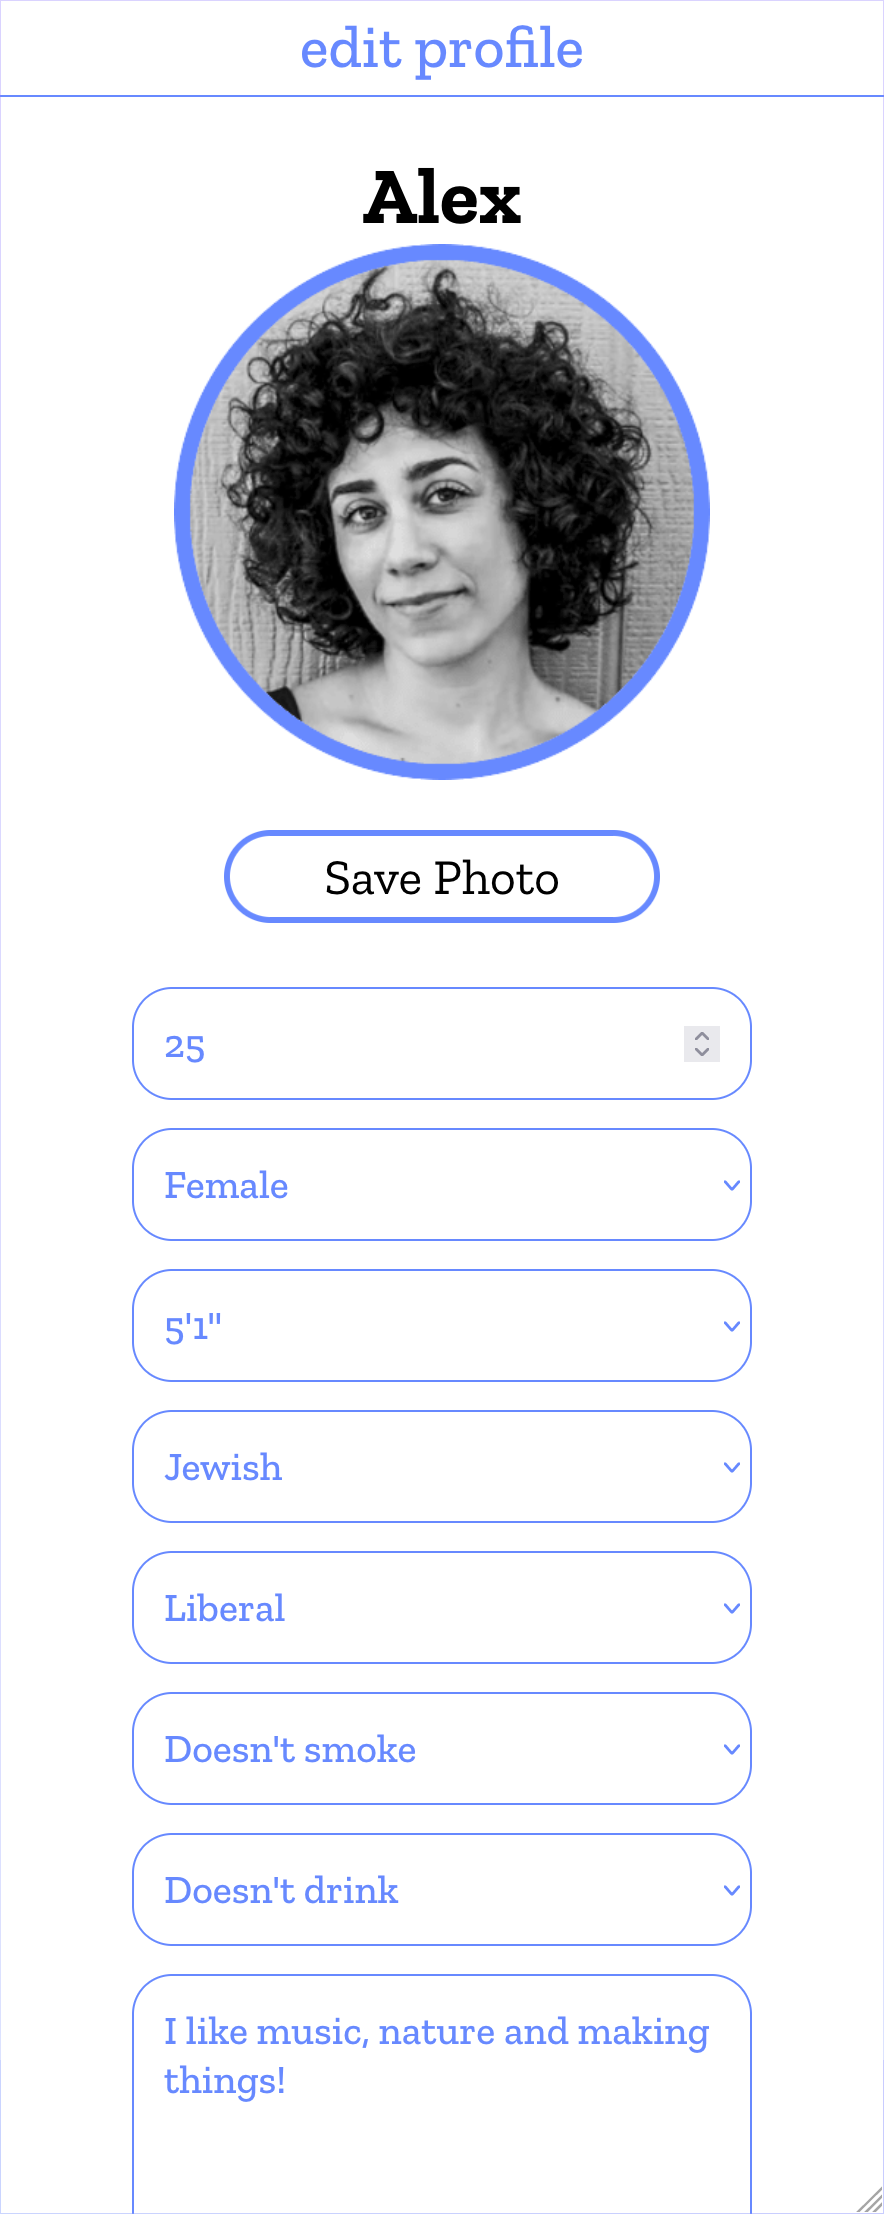 edit profile
Alex
Save Photo
25
Female
5'1"
Jewish
Liberal
Doesn't smoke
Doesn't drink
I like music, nature and making
things!